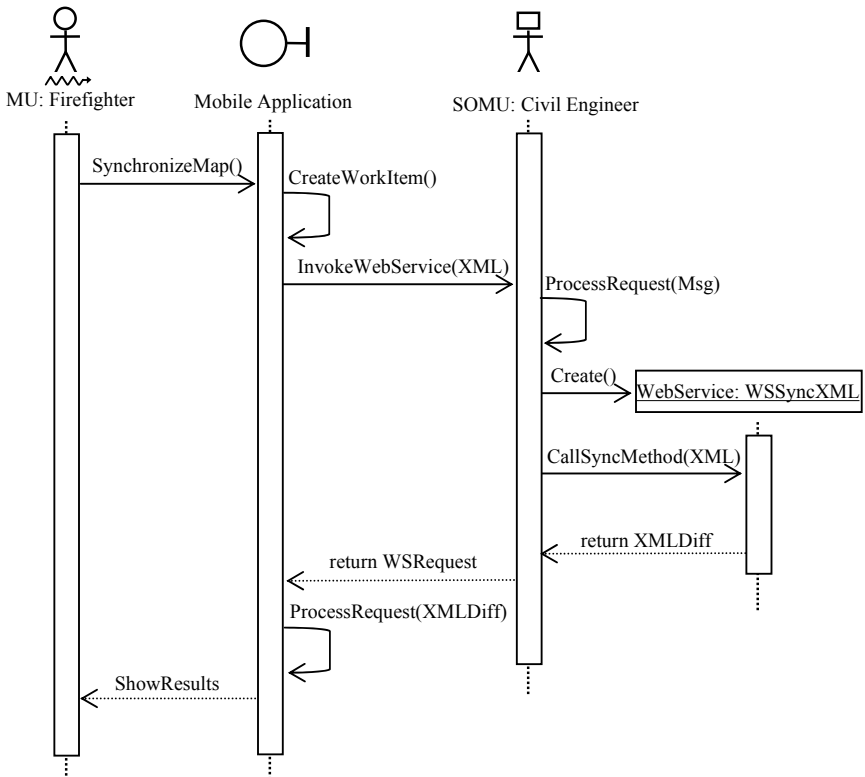 MU: Firefighter
Mobile Application
SOMU: Civil Engineer
SynchronizeMap()
CreateWorkItem()
InvokeWebService(XML)
ProcessRequest(Msg)
Create()
WebService: WSSyncXML
CallSyncMethod(XML)
return XMLDiff
return WSRequest
ProcessRequest(XMLDiff)
ShowResults